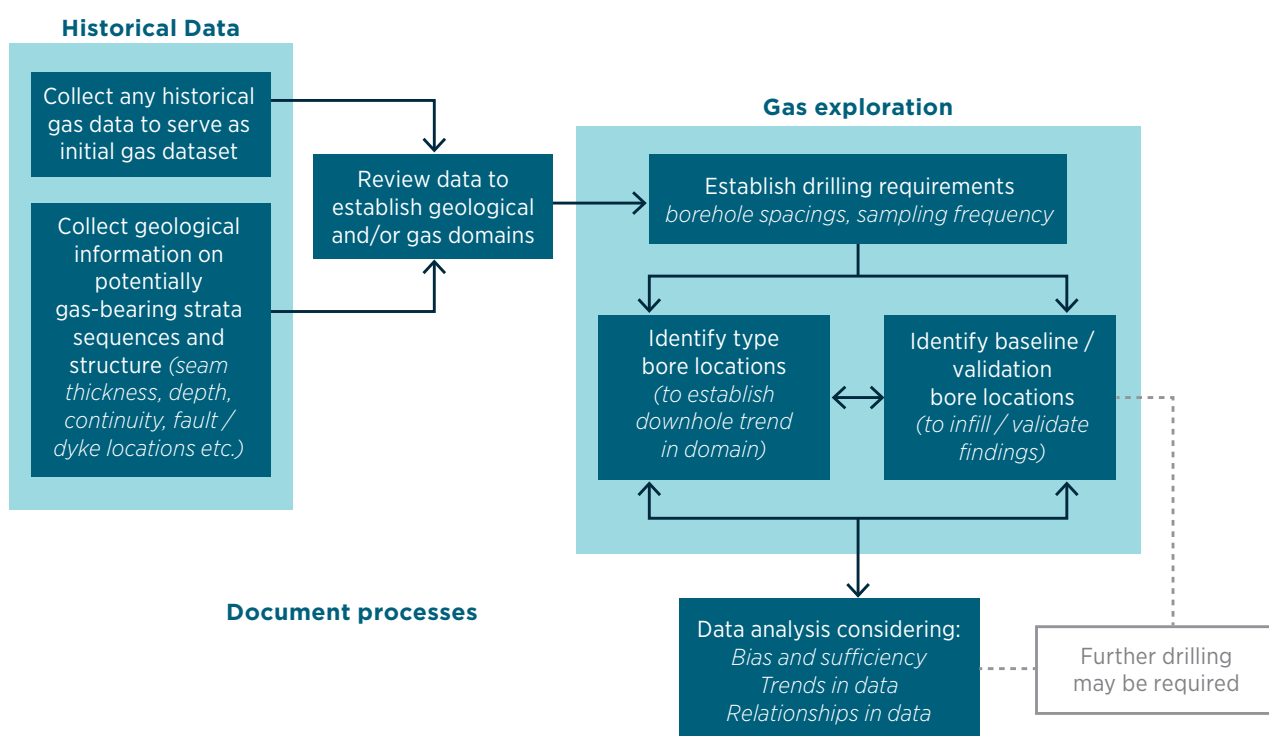 Historical Data
Collect any historical
gas data to serve as
initial gas dataset
Collect geological
information on
potentially
gas-bearing strata
sequences and
structure (seam
thickness, depth,
continuity, fault /
dyke locations etc.)
Review data to
establish geological
and/or gas domains
Gas exploration
Establish drilling requirements
borehole spacings, sampling frequency
Identify type
bore locations
(to establish
downhole trend
in domain)
Identify baseline /
validation
bore locations
(to infill / validate
findings)
Document processes
Data analysis considering:
Bias and sufficiency
Trends in data
Relationships in data
Further drilling
may be required